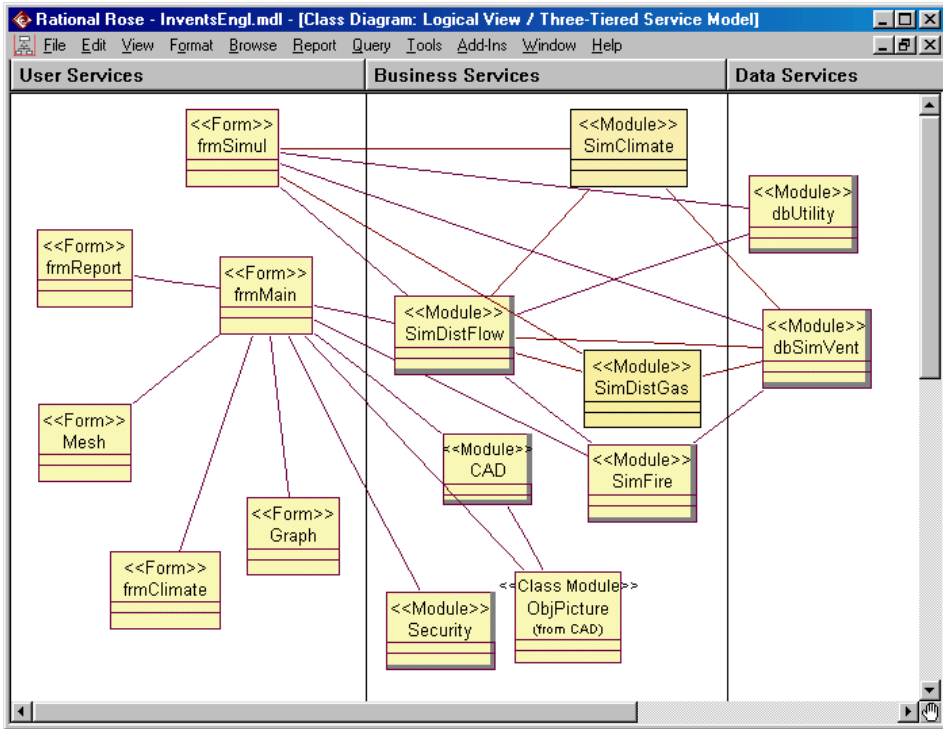 Rational Rose - InventsEngl.mdl - [Class Diagram: Logical View / Three-Tiered Service Model]
File Edit View Format Browse Report Query Tools Add-Ins Window Help
User Services
Business Services
Data Services
<<Form>>
frmSimul
<<Module>>
SimClimate
<<Module>>
dbUtility
<<Form>>
frmReport
<<Form>>
frmMain
<<Module>>
SimDistFlow
<<Module>>
dbSimVent
<<Module>>
SimDistGas
<<Form>>
Mesh
<<Module>>
CAD
<<Module>>
SimFire
<<Form>>
Graph
<<Form>>
frmClimate
<<Module>>
Security
<<Class Module>>
ObjPicture
(from CAD)